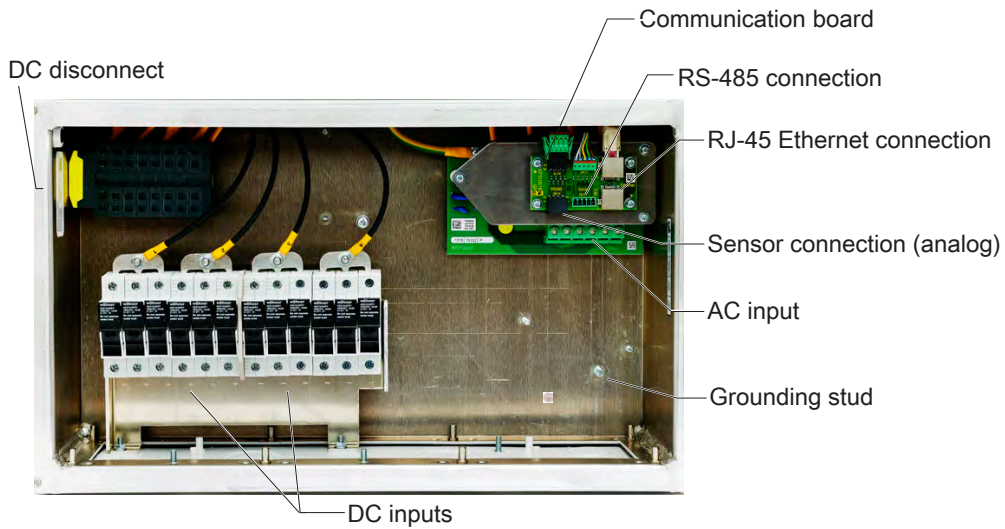 Communication board
DC disconnect
RS-485 connection
RJ-45 Ethernet connection
Sensor connection (analog)
AC input
Grounding stud
DC inputs